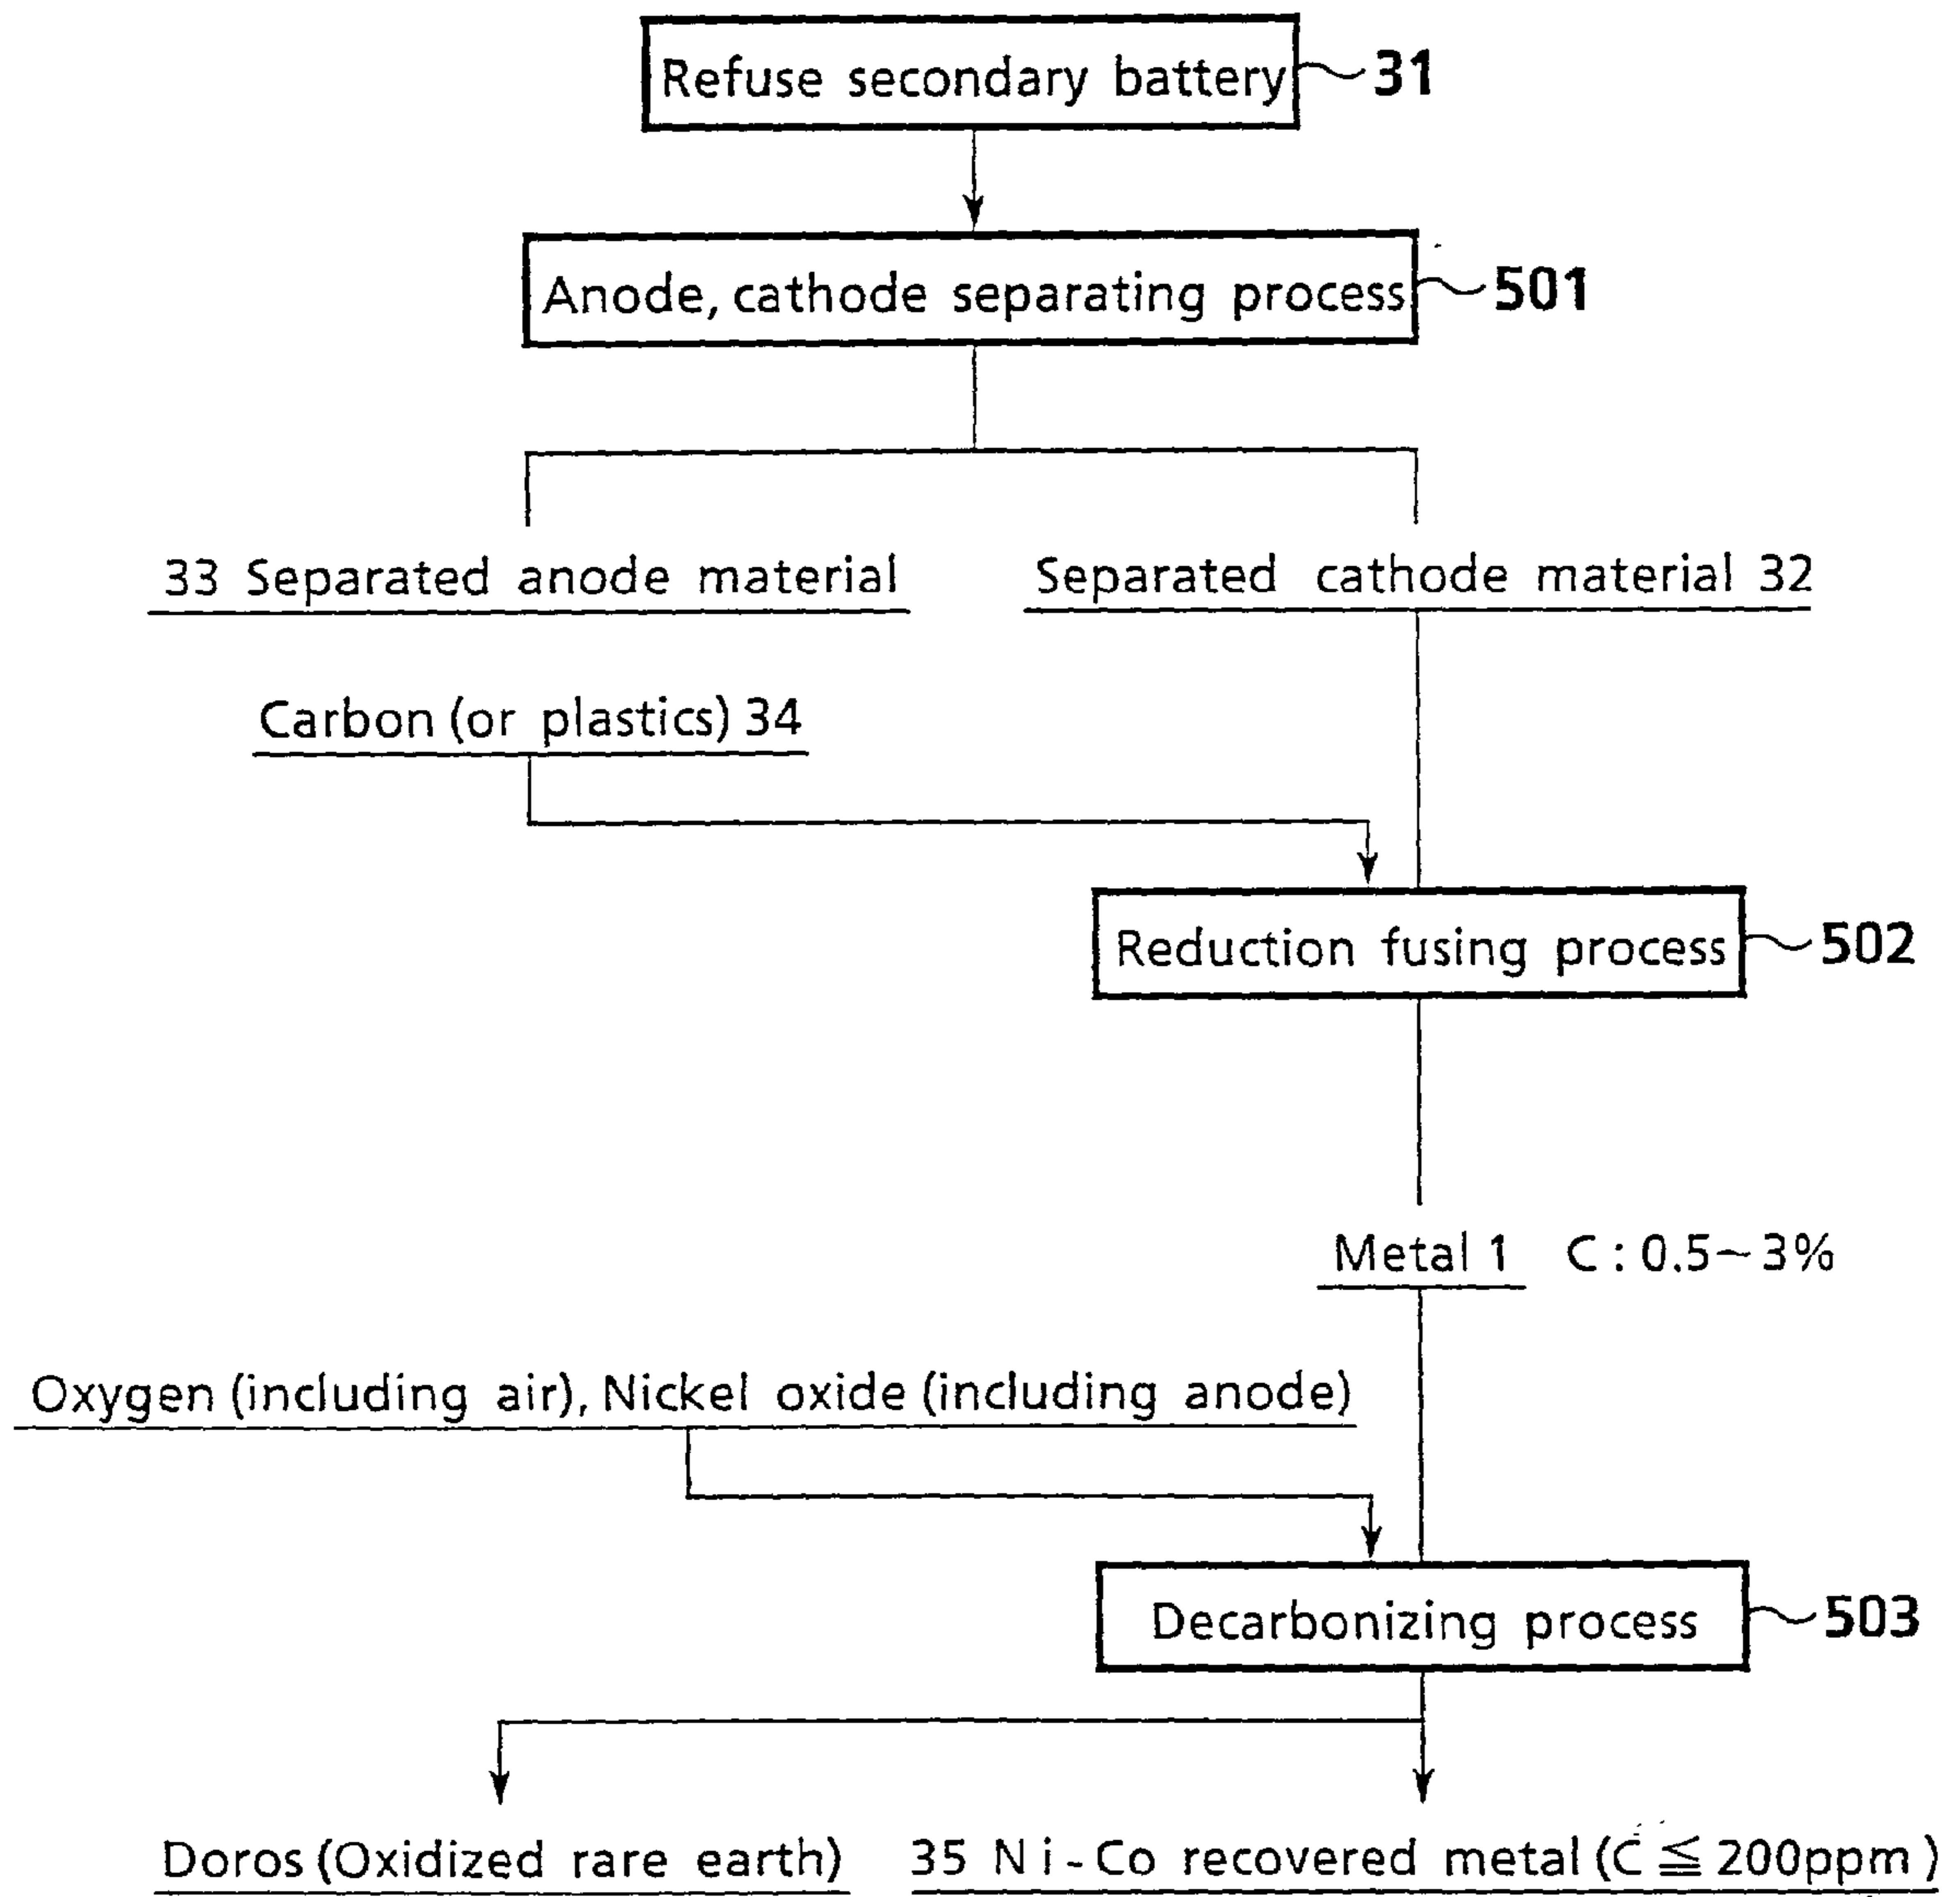 Refuse secondary battery 31
Anode, cathode separating process 501
33 Separated anode material
Separated cathode material 32
Carbon (or plastics) 34
Reduction fusing process 502
Metal 1 C : 0.5~3%
Oxygen (including air), Nickel oxide (including anode)
Decarbonizing process 503
Doros (Oxidized rare earth)
35 Ni-Co recovered metal (C ≦ 200ppm)